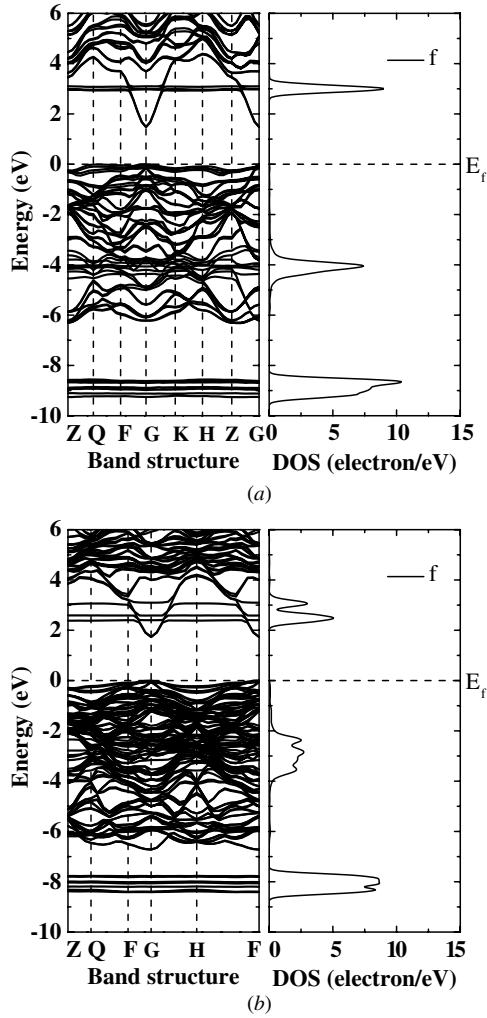 6
4
2
0
-2
-4
-6
-8
-10
Energy (eV)
f
E_f
Z Q F G K H Z G 0 5 10 15
Band structure DOS (electron/eV)
(a)
6
4
2
0
-2
-4
-6
-8
-10
Energy (eV)
f
E_f
Z Q F G H F 0 5 10 15
Band structure DOS (electron/eV)
(b)